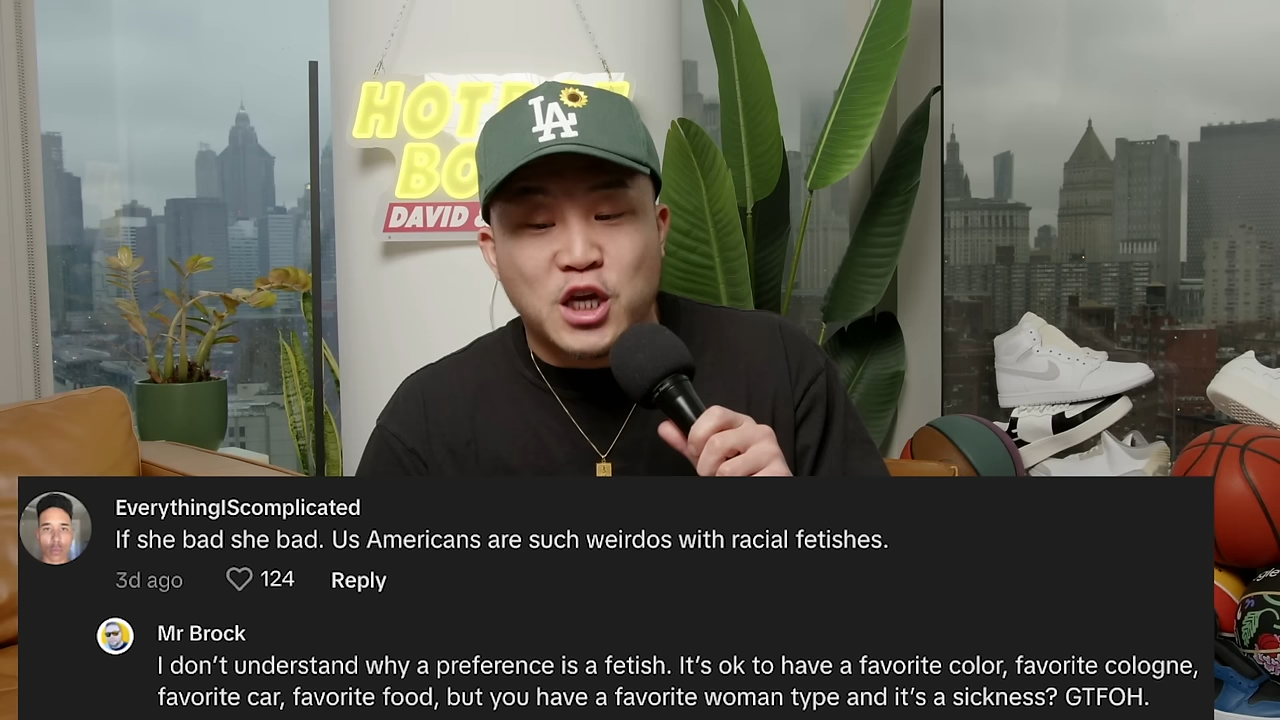 HOT
LA
BO
DAVID &
EverythingIScomplicated
If she bad she bad. Us Americans are such weirdos with racial fetishes.
3d ago 124 Reply
Mr Brock
I don't understand why a preference is a fetish. It's ok to have a favorite color, favorite cologne,
favorite car, favorite food, but you have a favorite woman type and it's a sickness? GTFOH.